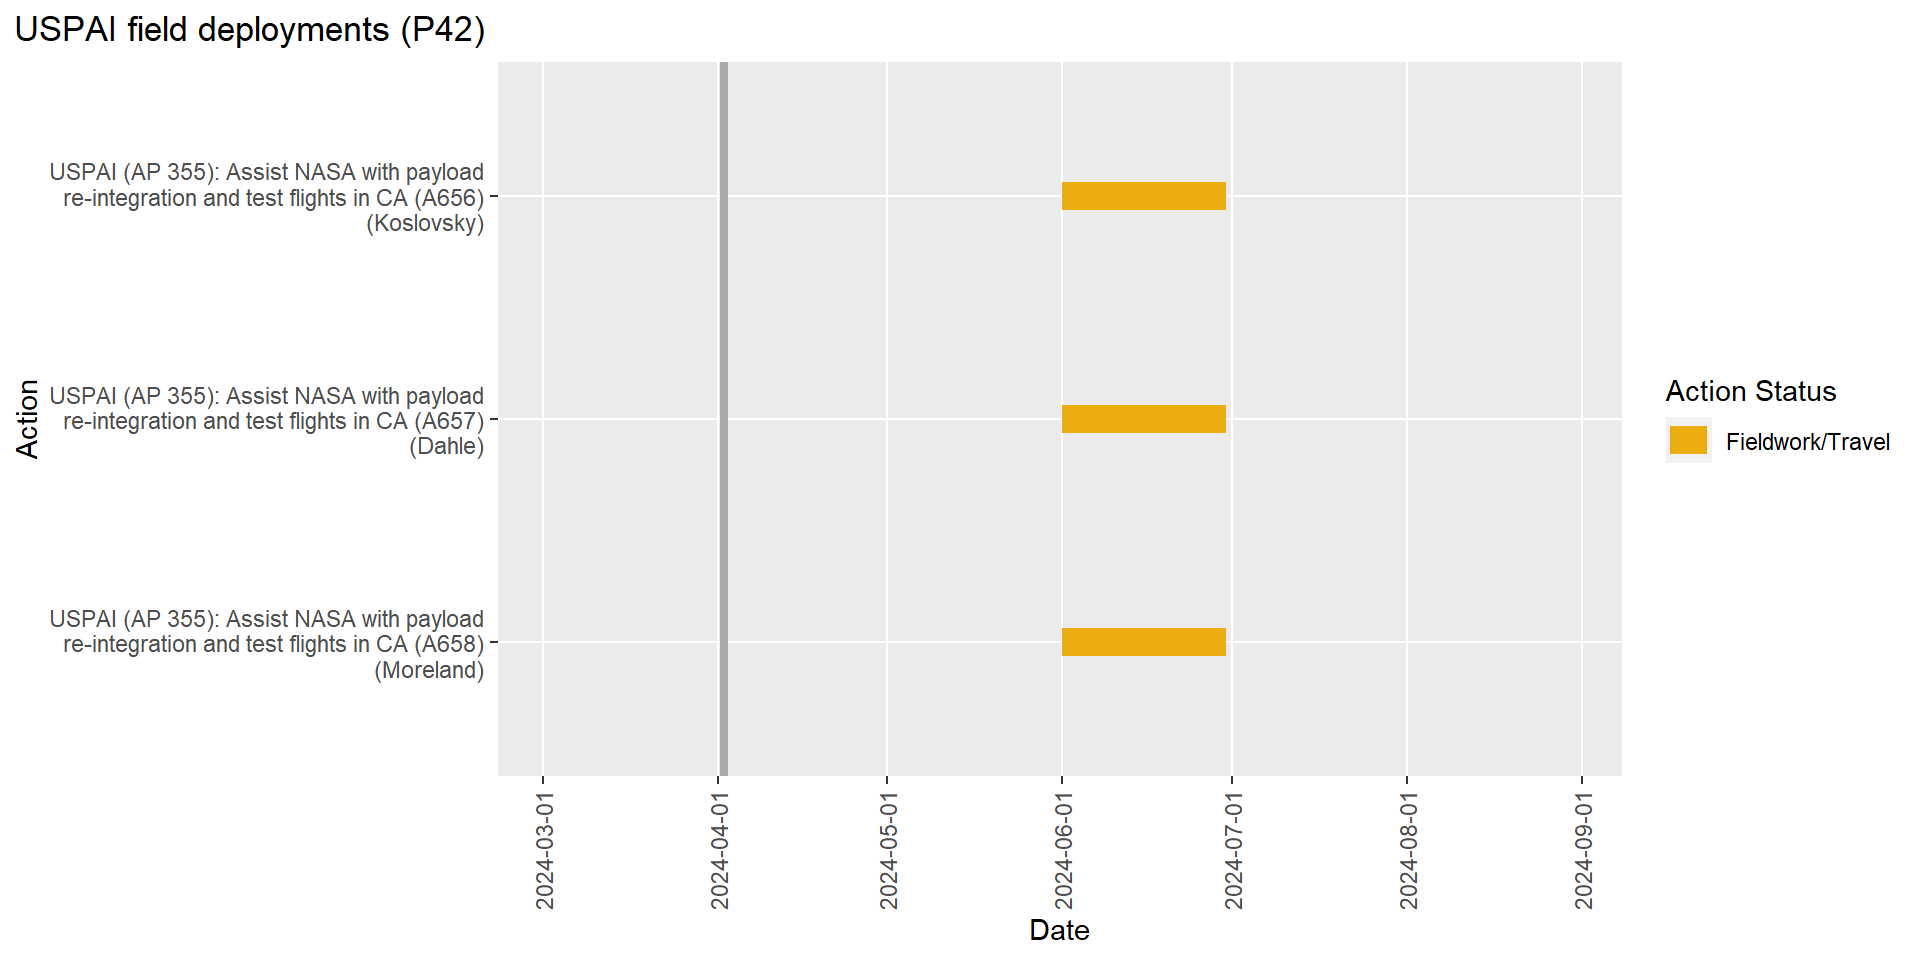 USPAI field deployments (P42)
USPAI (AP 355): Assist NASA with payload
re-integration and test flights in CA (A656)
(Koslovsky)
USPAI (AP 355): Assist NASA with payload
re-integration and test flights in CA (A657)
(Dahle)
USPAI (AP 355): Assist NASA with payload
re-integration and test flights in CA (A658)
(Moreland)
Action
2024-03-01
2024-04-01
2024-05-01
2024-06-01
2024-07-01
2024-08-01
2024-09-01
Date
Action Status
Fieldwork/Travel